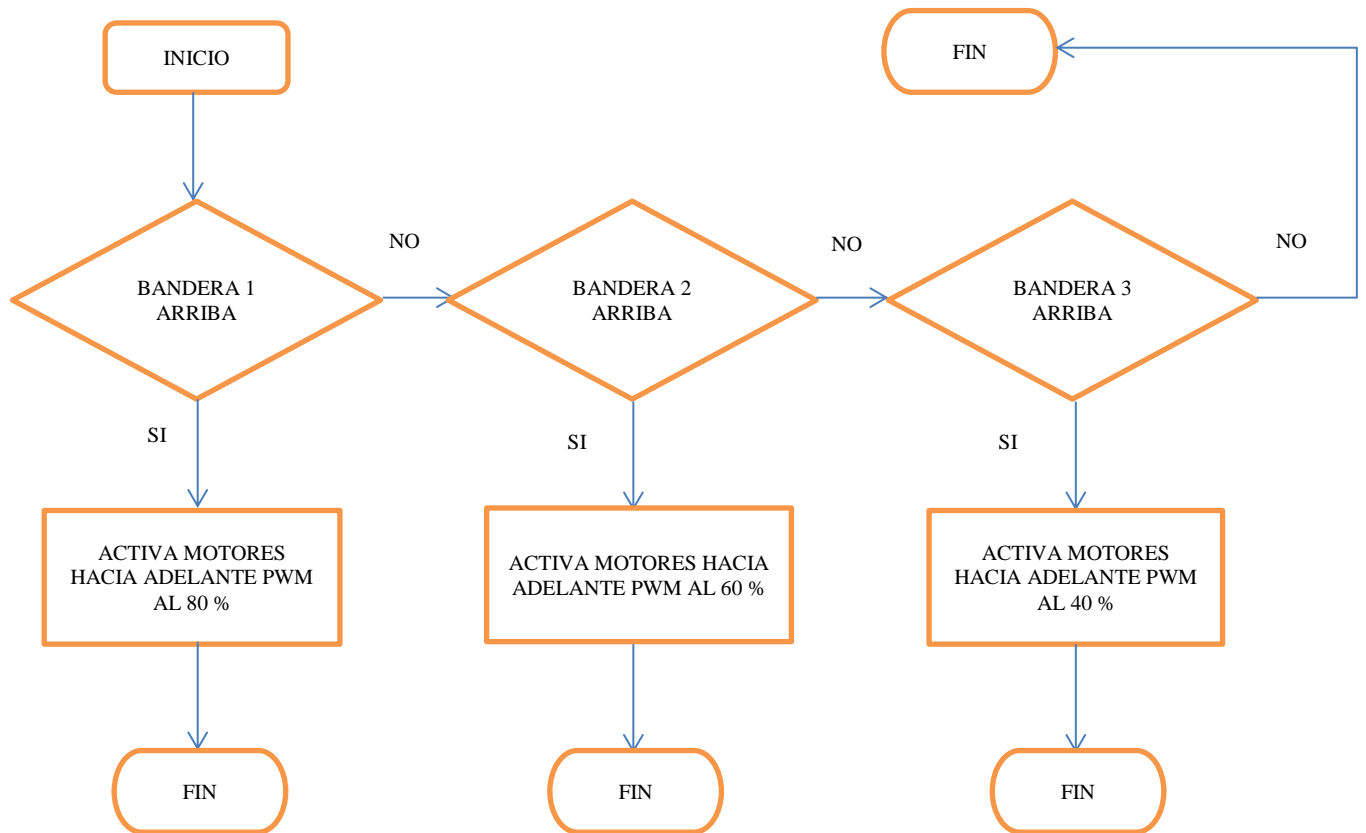 INICIO
FIN
BANDERA 1
ARRIBA
NO
BANDERA 2
ARRIBA
NO
BANDERA 3
ARRIBA
NO
SI
SI
SI
ACTIVA MOTORES
HACIA ADELANTE PWM
AL 80 %
ACTIVA MOTORES HACIA
ADELANTE PWM AL 60 %
ACTIVA MOTORES
HACIA ADELANTE PWM
AL 40 %
FIN
FIN
FIN